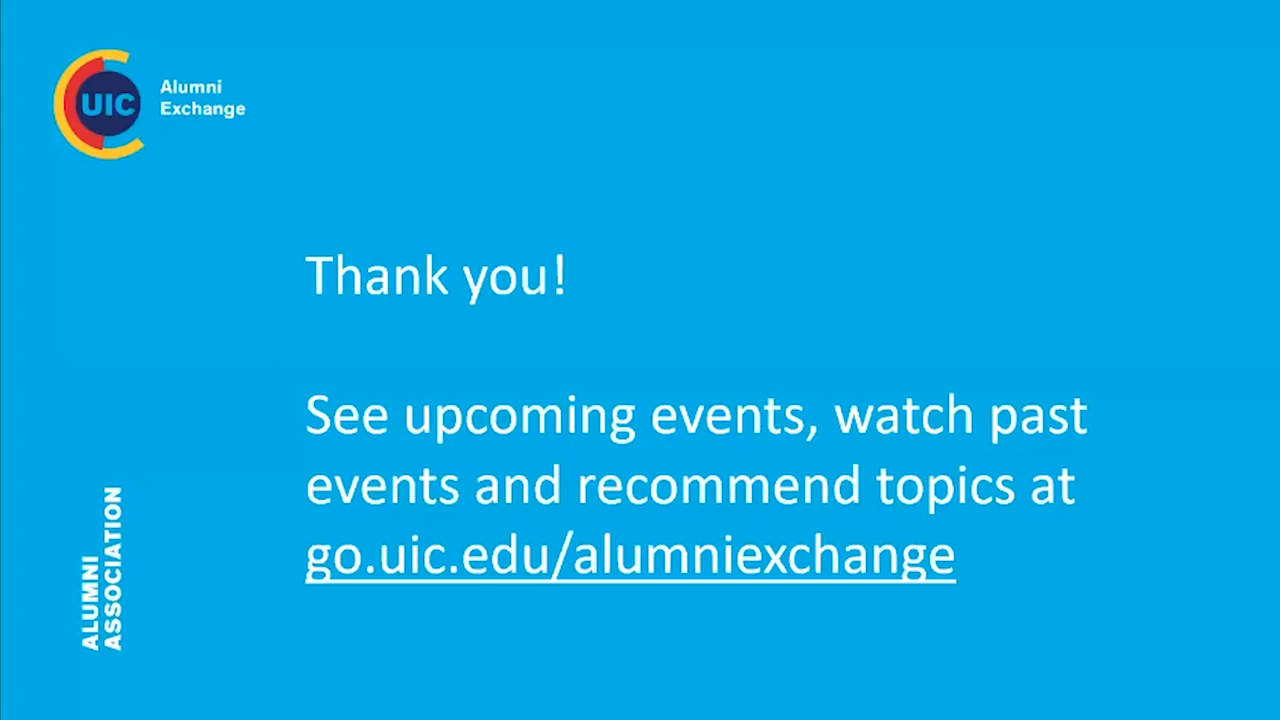 UIC
Alumni
Exchange
Thank you!
See upcoming events, watch past
events and recommend topics at
go.uic.edu/alumniexchange
ALUMNI
ASSOCIATION